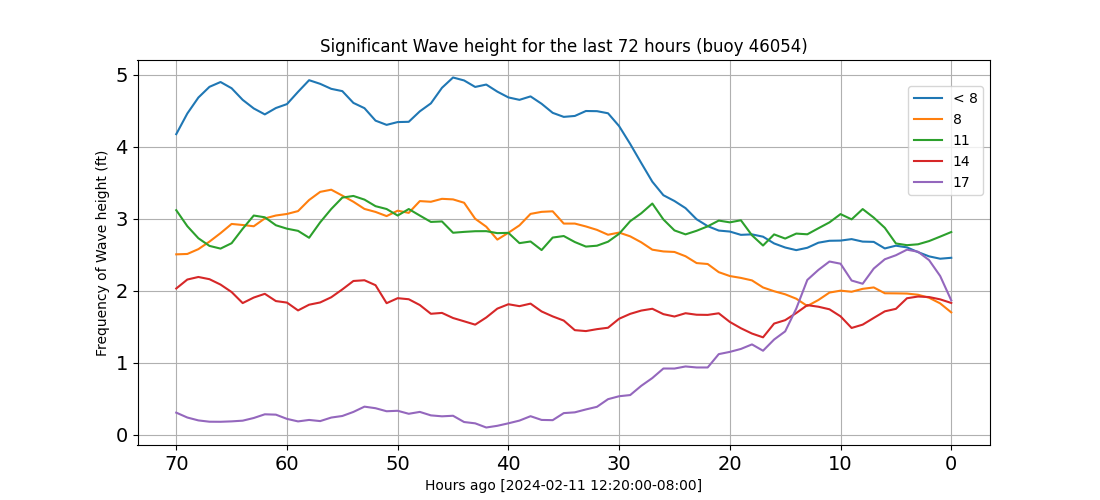 Significant Wave height for the last 72 hours (buoy 46054)
Frequency of Wave height (ft)
5
4
3
2
1
0
< 8
8
11
14
17
70 60 50 40 30 20 10 0
Hours ago [2024-02-11 12:20:00-08:00]